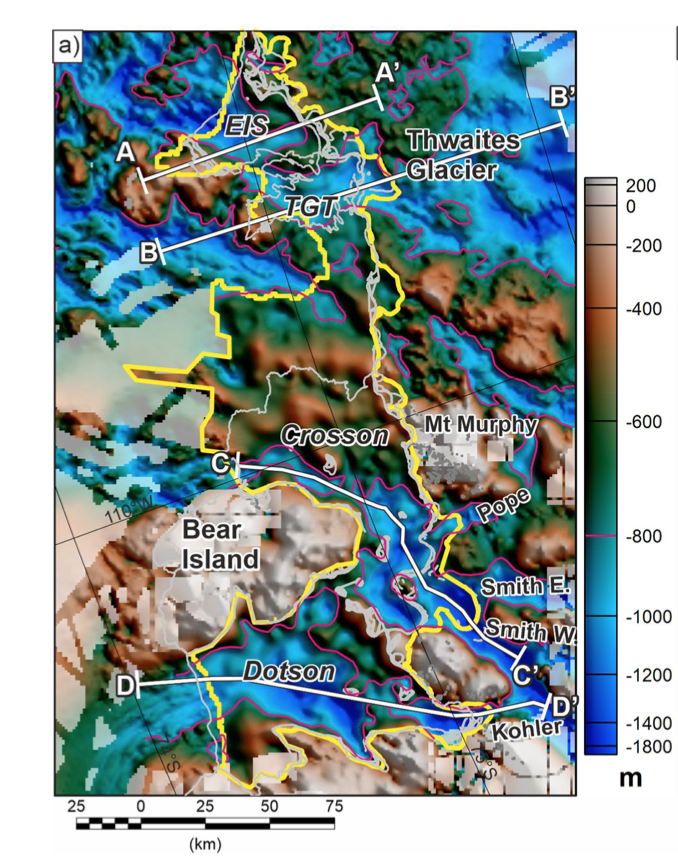 a)
A'
B'
EIS
Thwaites
Glacier
A
TGT
B
200
0
-200
-400
-600
-800
-1000
-1200
-1400
-1800
m
Crosson
Mt Murphy
C
Pope
110°W
Bear
Island
Smith E.
Smith W.
C'
Dotson
D
D'
Kohler
°S
°S
25 0 25 50 75
(km)